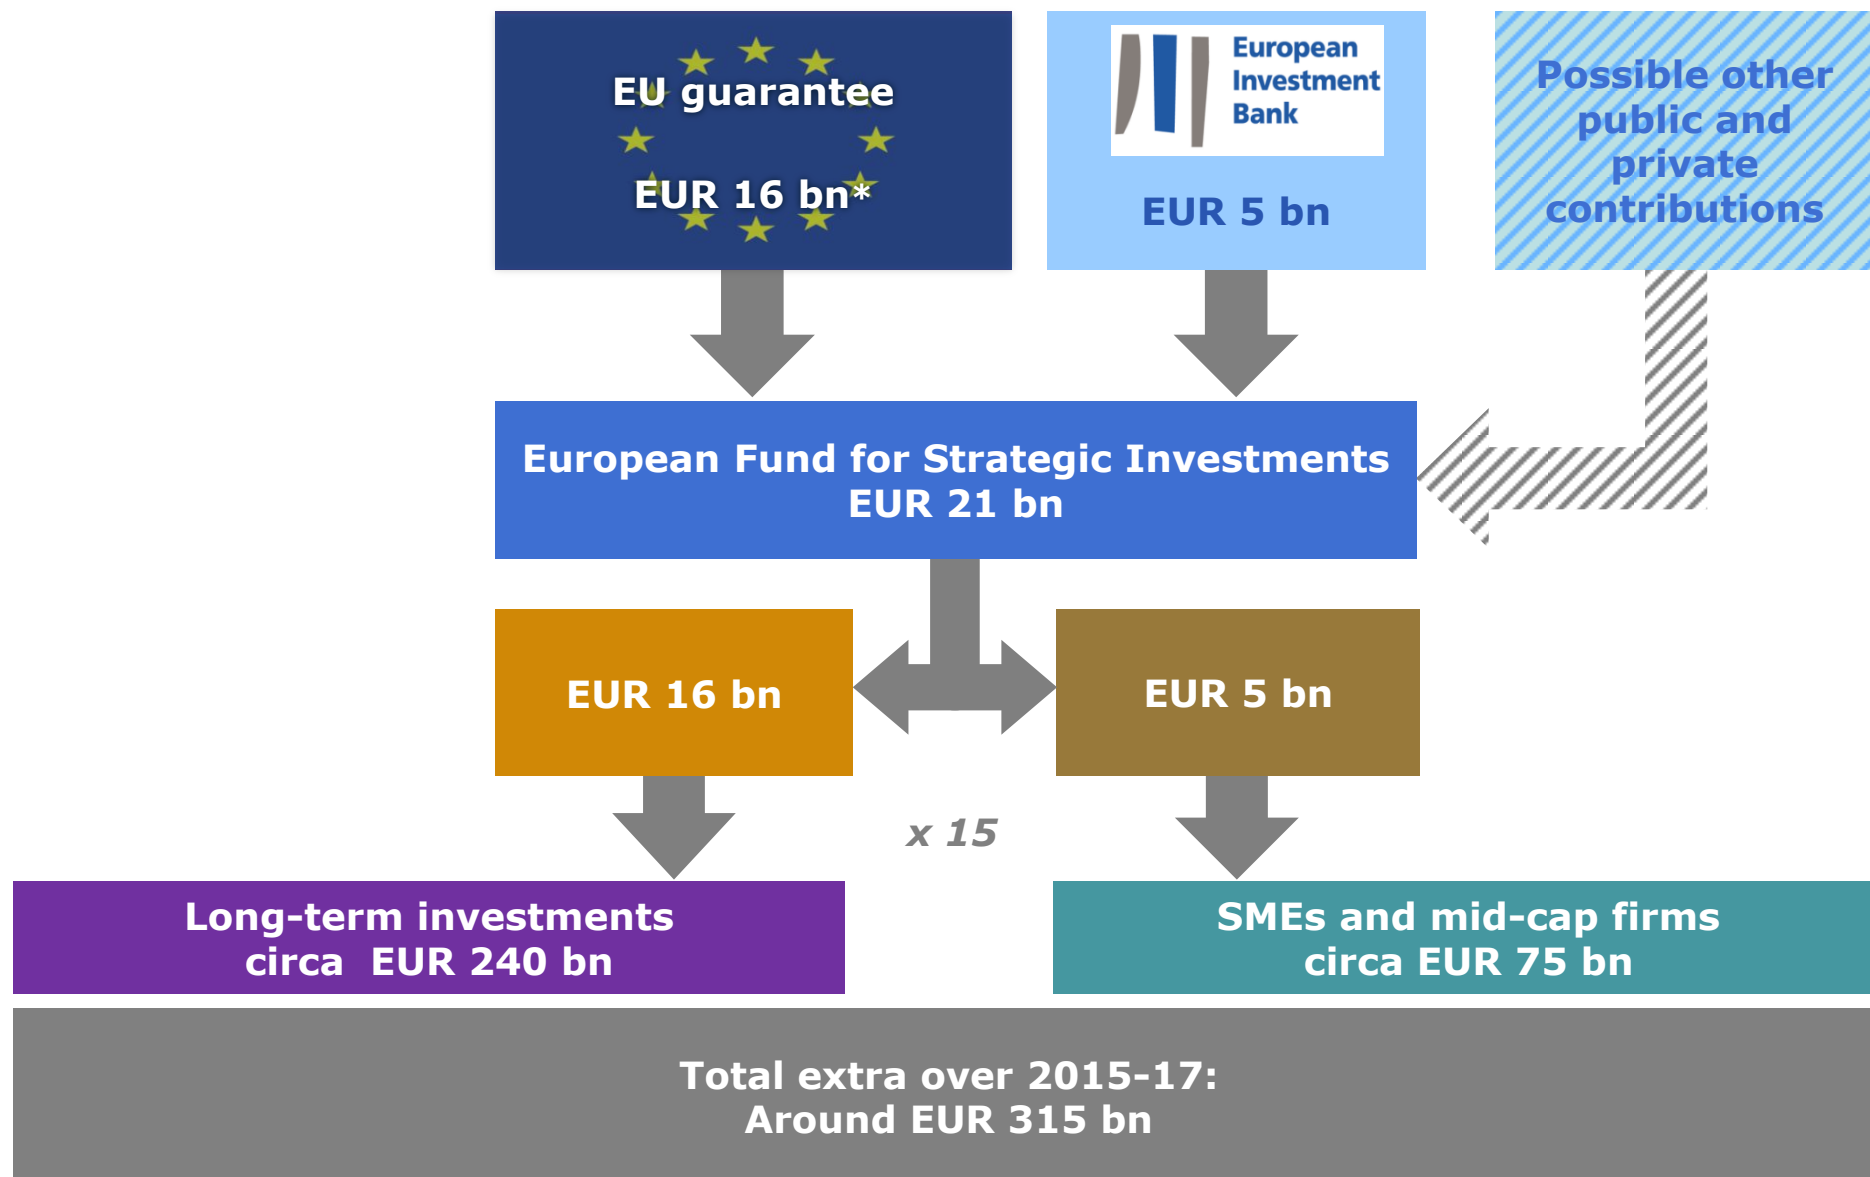 EU guarantee
EUR 16 bn*
European
Investment
Bank
EUR 5 bn
Possible other
public and
private
contributions
European Fund for Strategic Investments
EUR 21 bn
EUR 16 bn
EUR 5 bn
x 15
Long-term investments
circa EUR 240 bn
SMEs and mid-cap firms
circa EUR 75 bn
Total extra over 2015-17:
Around EUR 315 bn